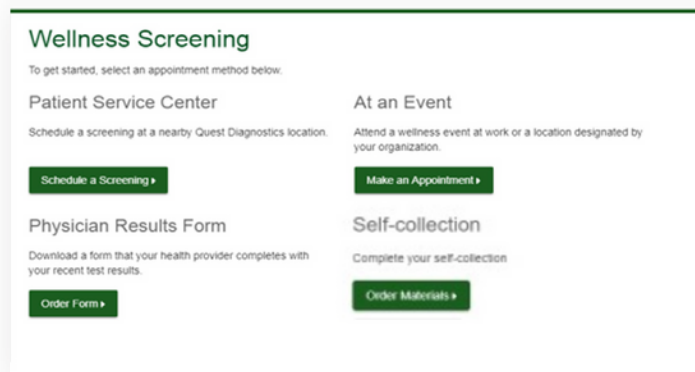 Wellness Screening
To get started, select an appointment method below.
Patient Service Center
Schedule a screening at a nearby Quest Diagnostics location.
Schedule a Screening
At an Event
Attend a wellness event at work or a location designated by
your organization.
Make an Appointment
Physician Results Form
Download a form that your health provider completes with
your recent test results.
Order Form
Self-collection
Complete your self-collection
Order Materials